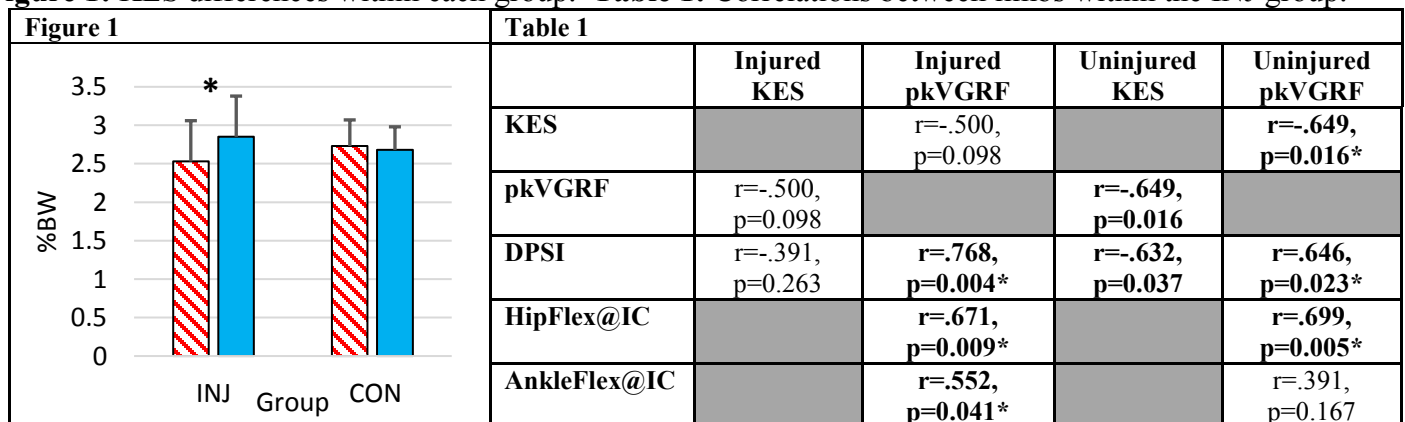 Figure 1
Table 1
3.5
3
2.5
2
1.5
1
0.5
0
%BW
*
INJ Group CON
Injured KES Injured pkVGRF Uninjured KES Uninjured pkVGRF
KES r=-.500, p=0.098 r=-.649, p=0.016*
pkVGRF r=-.500, p=0.098 r=-.649, p=0.016
DPSI r=-.391, p=0.263 r=.768, p=0.004* r=-.632, p=0.037 r=.646, p=0.023*
HipFlex@IC r=.671, p=0.009* r=.699, p=0.005*
AnkleFlex@IC r=.552, p=0.041* r=.391, p=0.167